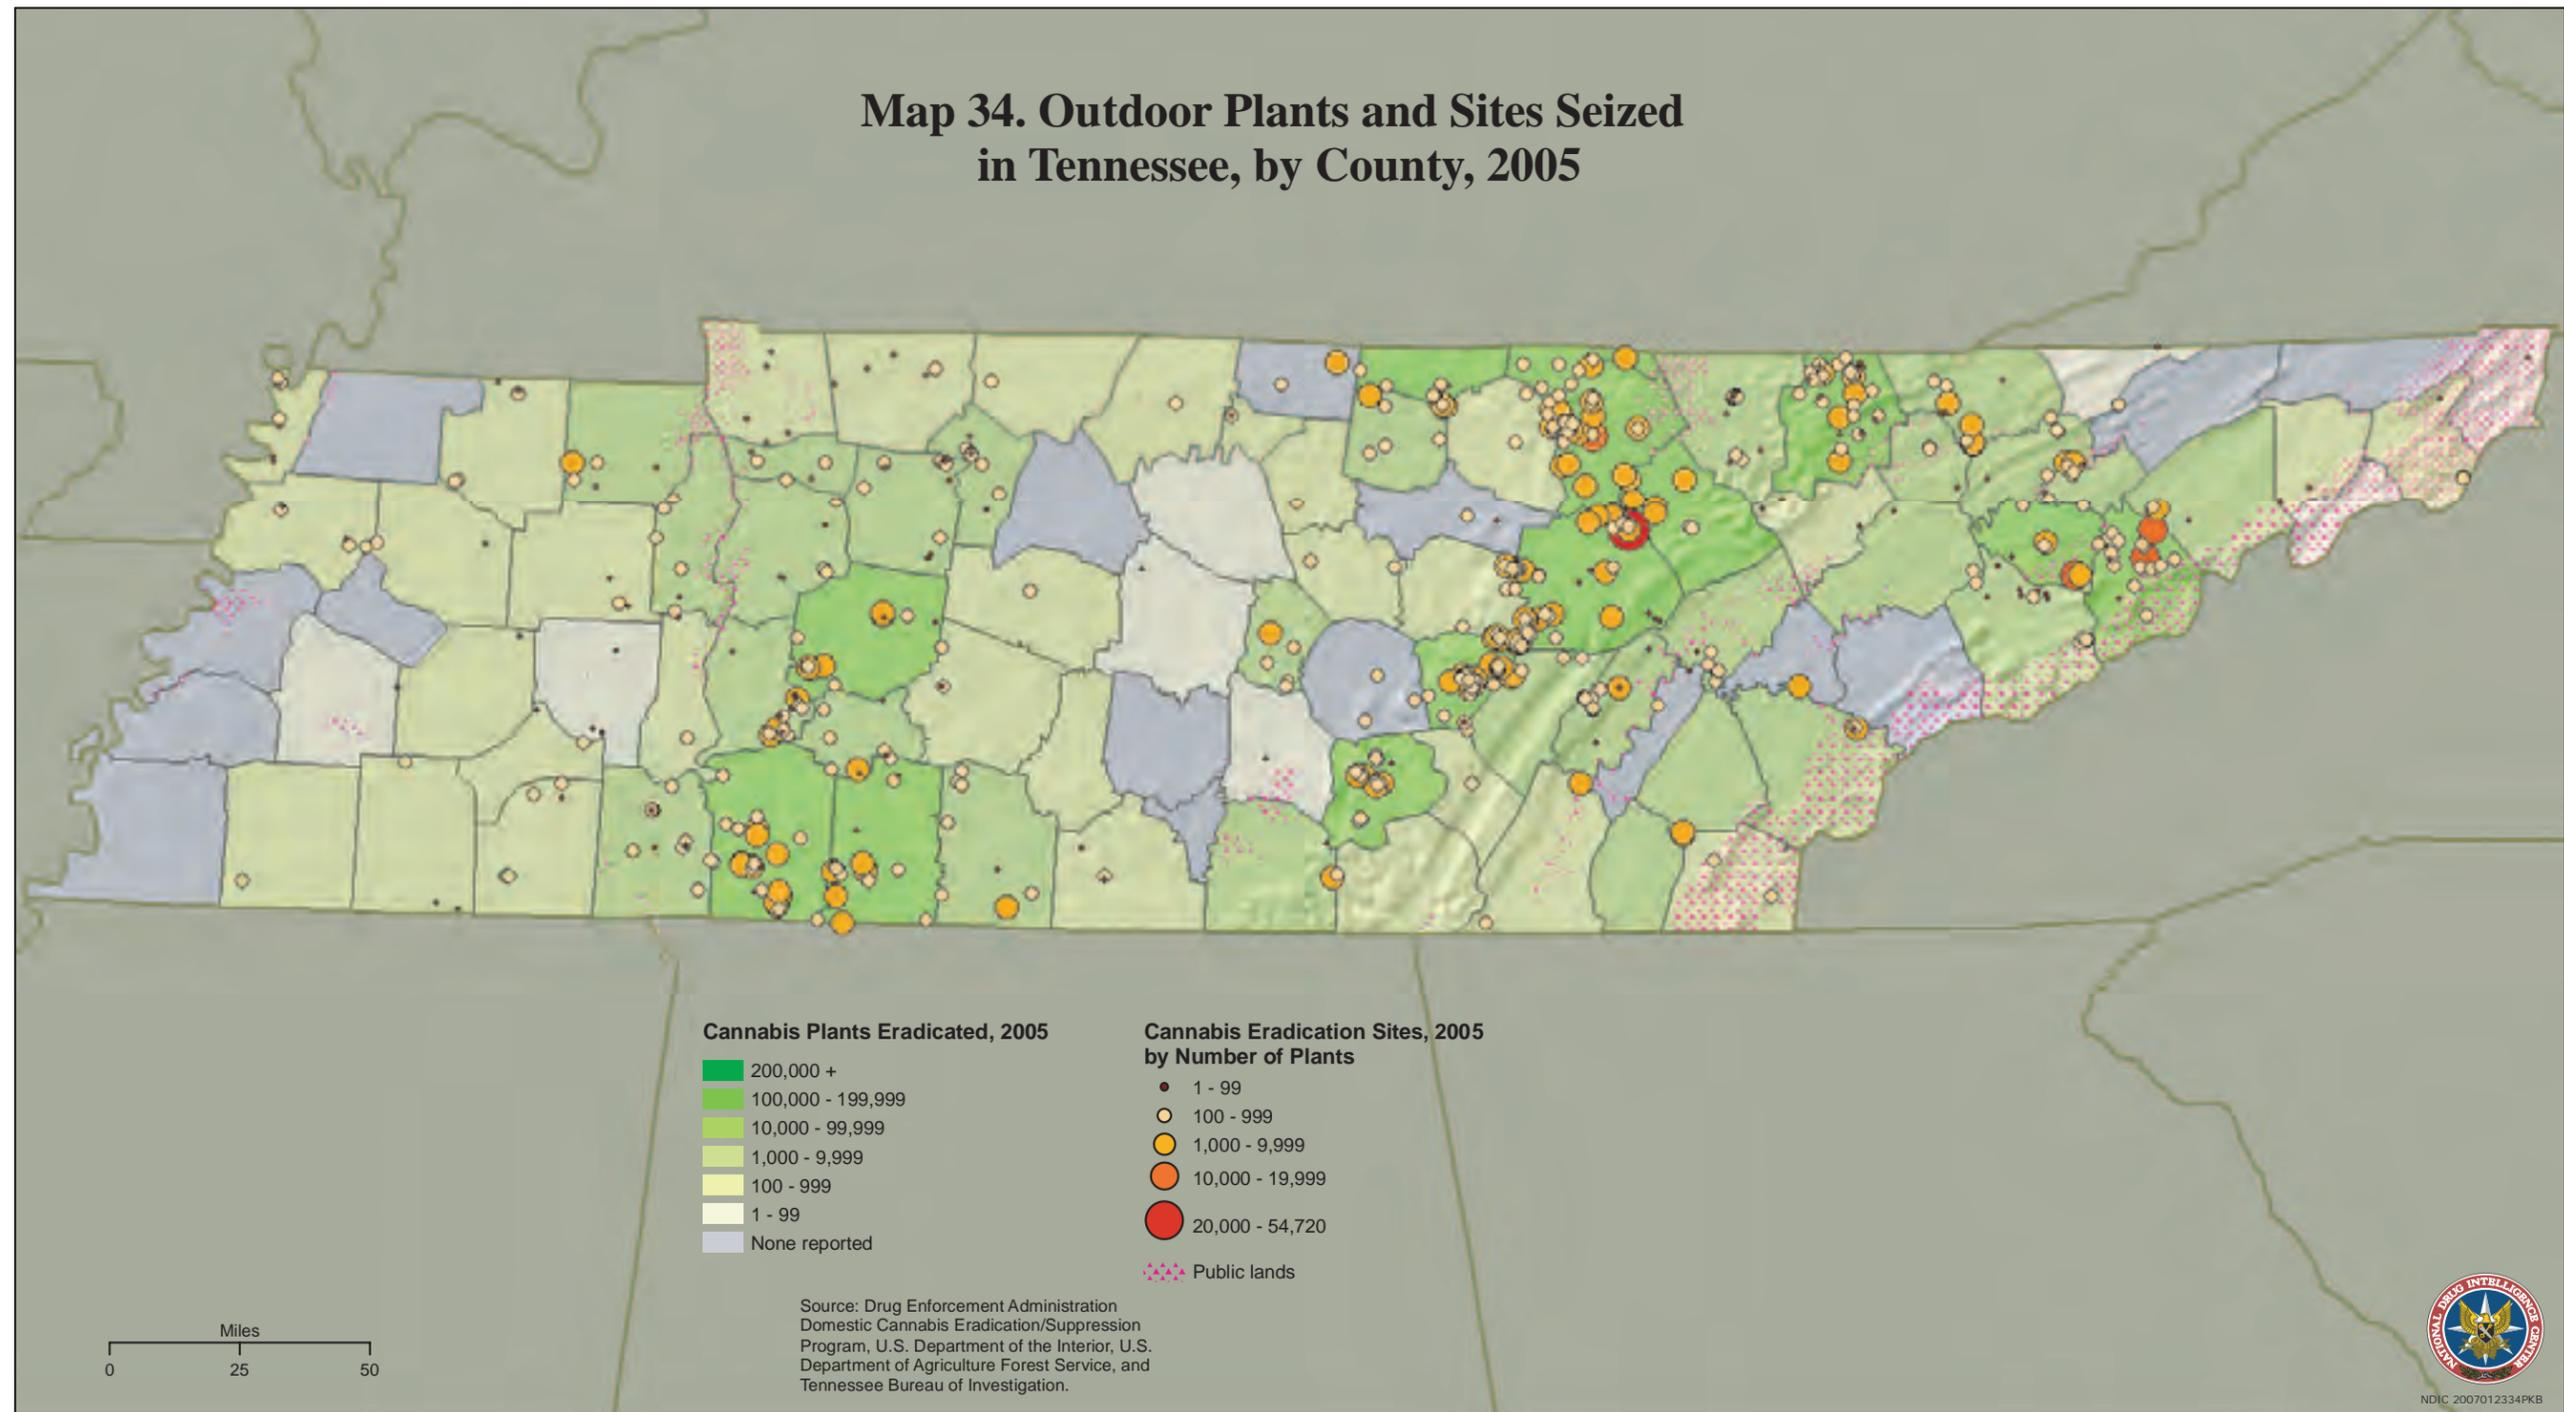 Map 34. Outdoor Plants and Sites Seized
in Tennessee, by County, 2005
Cannabis Plants Eradicated, 2005
200,000 +
100,000 - 199,999
10,000 - 99,999
1,000 - 9,999
100 - 999
1 - 99
None reported
Cannabis Eradication Sites, 2005
by Number of Plants
1 - 99
100 - 999
1,000 - 9,999
10,000 - 19,999
20,000 - 54,720
Public lands
Source: Drug Enforcement Administration
Domestic Cannabis Eradication/Suppression
Program, U.S. Department of the Interior, U.S.
Department of Agriculture Forest Service, and
Tennessee Bureau of Investigation.
Miles
0 25 50
NATIONAL DRUG INTELLIGENCE CENTER
NDIC 2007012334PKB